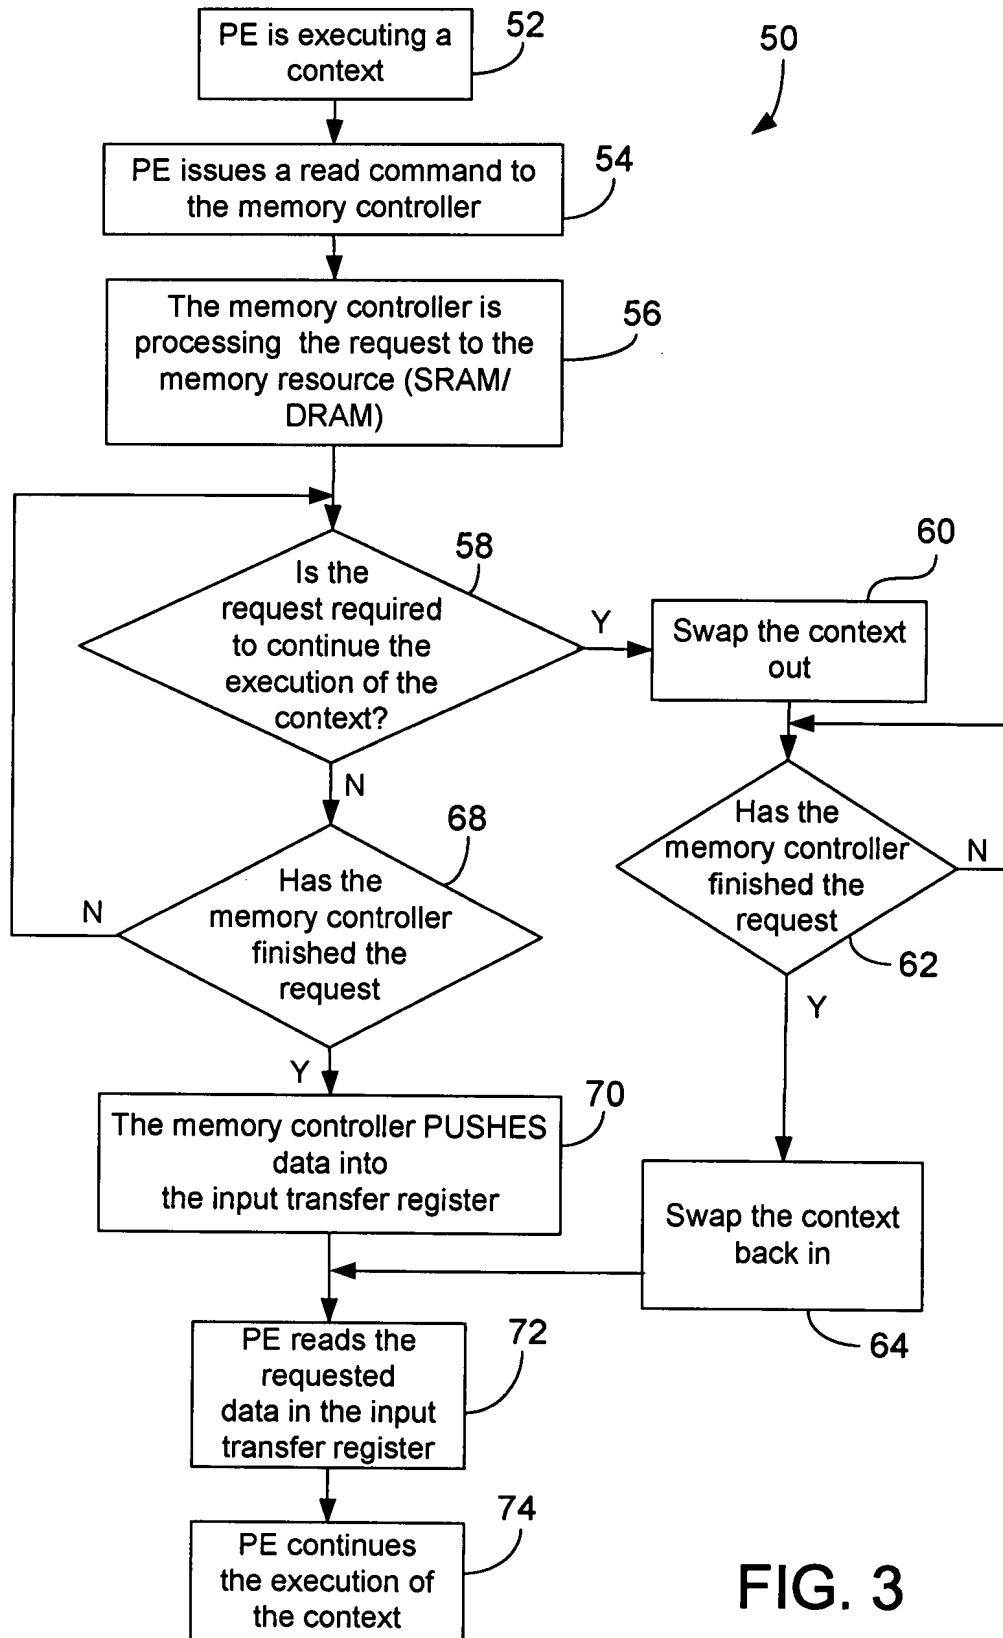 PE is executing a
context
52
50
PE issues a read command to
the memory controller
54
The memory controller is
processing the request to the
memory resource (SRAM/
DRAM)
56
Is the
request required
to continue the
execution of the
context?
58
Y
N
60
Swap the context
out
Has the
memory controller
finished the
request
68
N
Y
Has the
memory controller
finished the
request
N
62
Y
The memory controller PUSHES
data into
the input transfer register
70
Swap the context
back in
64
PE reads the
requested
data in the input
transfer register
72
PE continues
the execution of
the context
74
FIG. 3